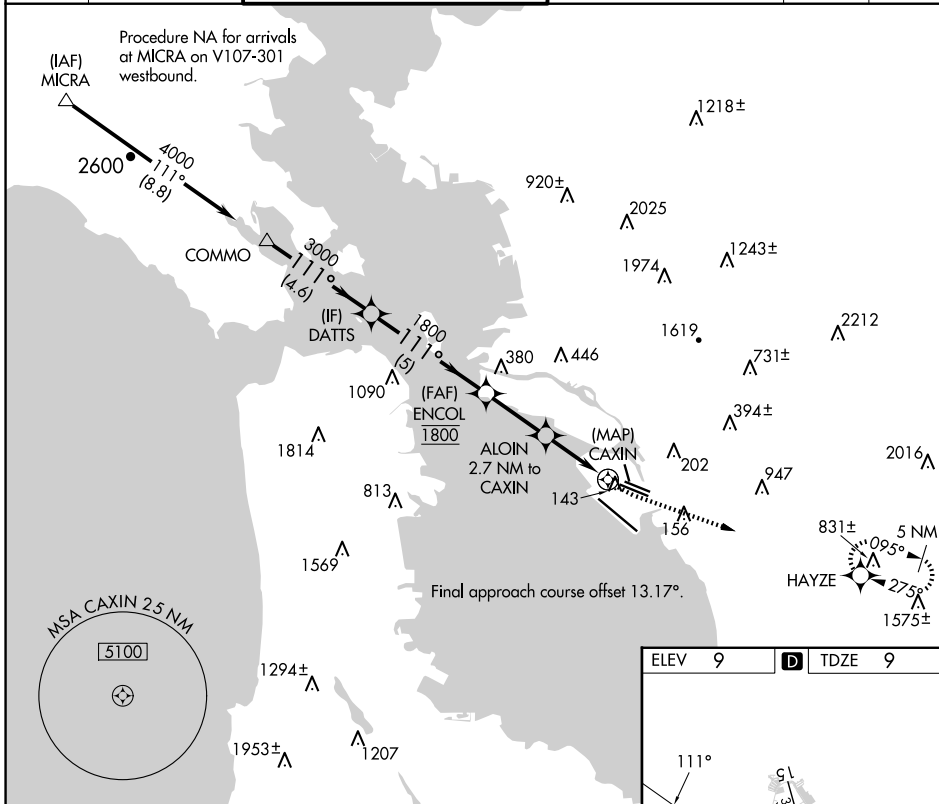 Procedure NA for arrivals
at MICRA on V107-301
westbound.
(IAF)
MICRA
1218±
2600
4000
111°
(8.8)
920±
2025
COMMO
3000
111°
(4.6)
1974
1243±
(IF)
DATTS
1800
111°
(5)
1619
2212
380
446
731±
1090
(FAF)
ENCOL
1800
394±
1814
ALOIN
2.7 NM to
CAXIN
(MAP)
CAXIN
202
2016
947
813
143
156
831±
5 NM
095°
HAYZE
275°
1575±
1569
Final approach course offset 13.17°.
MSA CAXIN 25 NM
5100
1294±
ELEV 9
D
TDZE 9
1953±
1207
111°
15